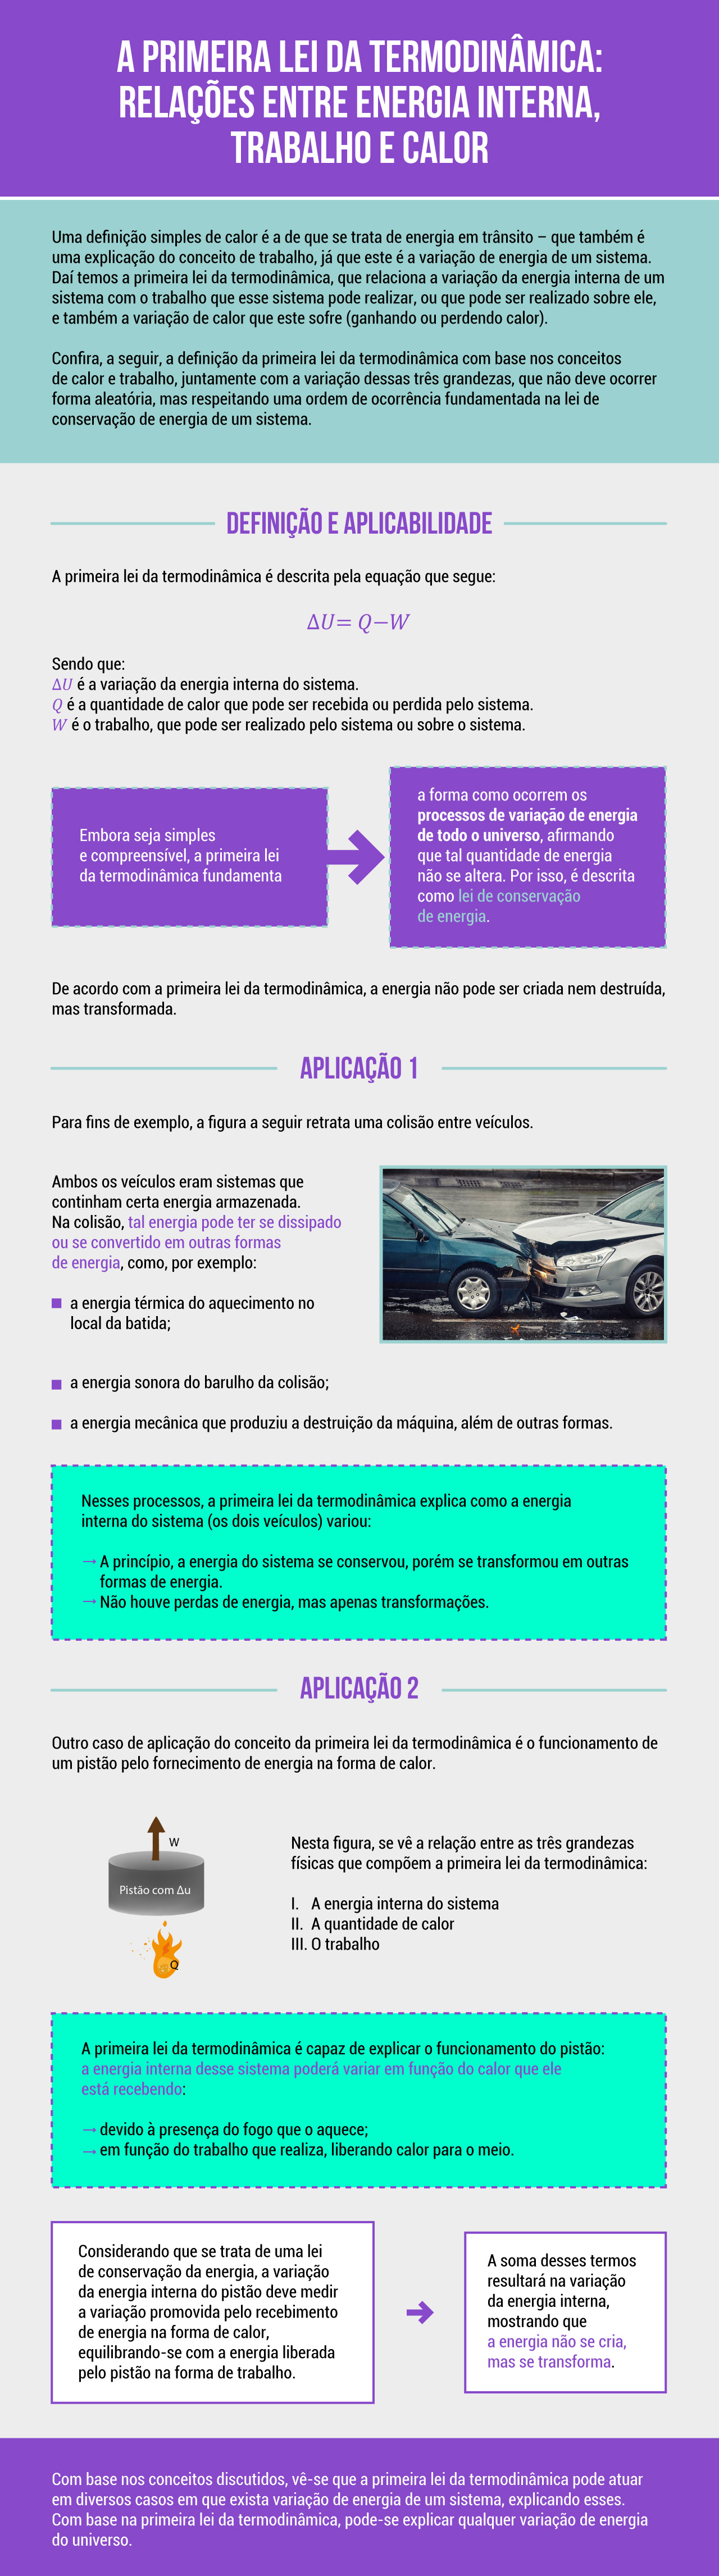 A PRIMEIRA LEI DA TERMODINÂMICA:
RELAÇÕES ENTRE ENERGIA INTERNA,
TRABALHO E CALOR
Uma definição simples de calor é a de que se trata de energia em trânsito – que também é
uma explicação do conceito de trabalho, já que este é a variação de energia de um sistema.
Daí temos a primeira lei da termodinâmica, que relaciona a variação da energia interna de um
sistema com o trabalho que esse sistema pode realizar, ou que pode ser realizado sobre ele,
e também a variação de calor que este sofre (ganhando ou perdendo calor).
Confira, a seguir, a definição da primeira lei da termodinâmica com base nos conceitos
de calor e trabalho, juntamente com a variação dessas três grandezas, que não deve ocorrer
forma aleatória, mas respeitando uma ordem de ocorrência fundamentada na lei de
conservação de energia de um sistema.
DEFINIÇÃO E APLICABILIDADE
A primeira lei da termodinâmica é descrita pela equação que segue:
ΔU= Q−W
Sendo que:
ΔU é a variação da energia interna do sistema.
Q é a quantidade de calor que pode ser recebida ou perdida pelo sistema.
W é o trabalho, que pode ser realizado pelo sistema ou sobre o sistema.
Embora seja simples
e compreensível, a primeira lei
da termodinâmica fundamenta
a forma como ocorrem os
processos de variação de energia
de todo o universo, afirmando
que tal quantidade de energia
não se altera. Por isso, é descrita
como lei de conservação
de energia.
De acordo com a primeira lei da termodinâmica, a energia não pode ser criada nem destruída,
mas transformada.
APLICAÇÃO 1
Para fins de exemplo, a figura a seguir retrata uma colisão entre veículos.
Ambos os veículos eram sistemas que
continham certa energia armazenada.
Na colisão, tal energia pode ter se dissipado
ou se convertido em outras formas
de energia, como, por exemplo:
a energia térmica do aquecimento no
local da batida;
a energia sonora do barulho da colisão;
a energia mecânica que produziu a destruição da máquina, além de outras formas.
Nesses processos, a primeira lei da termodinâmica explica como a energia
interna do sistema (os dois veículos) variou:
→ A princípio, a energia do sistema se conservou, porém se transformou em outras
formas de energia.
→ Não houve perdas de energia, mas apenas transformações.
APLICAÇÃO 2
Outro caso de aplicação do conceito da primeira lei da termodinâmica é o funcionamento de
um pistão pelo fornecimento de energia na forma de calor.
W
Pistão com Δu
Q
Nesta figura, se vê a relação entre as três grandezas
físicas que compõem a primeira lei da termodinâmica:
I. A energia interna do sistema
II. A quantidade de calor
III. O trabalho
A primeira lei da termodinâmica é capaz de explicar o funcionamento do pistão:
a energia interna desse sistema poderá variar em função do calor que ele
está recebendo:
→ devido à presença do fogo que o aquece;
→ em função do trabalho que realiza, liberando calor para o meio.
Considerando que se trata de uma lei
de conservação da energia, a variação
da energia interna do pistão deve medir
a variação promovida pelo recebimento
de energia na forma de calor,
equilibrando-se com a energia liberada
pelo pistão na forma de trabalho.
A soma desses termos
resultará na variação
da energia interna,
mostrando que
a energia não se cria,
mas se transforma.
Com base nos conceitos discutidos, vê-se que a primeira lei da termodinâmica pode atuar
em diversos casos em que exista variação de energia de um sistema, explicando esses.
Com base na primeira lei da termodinâmica, pode-se explicar qualquer variação de energia
do universo.